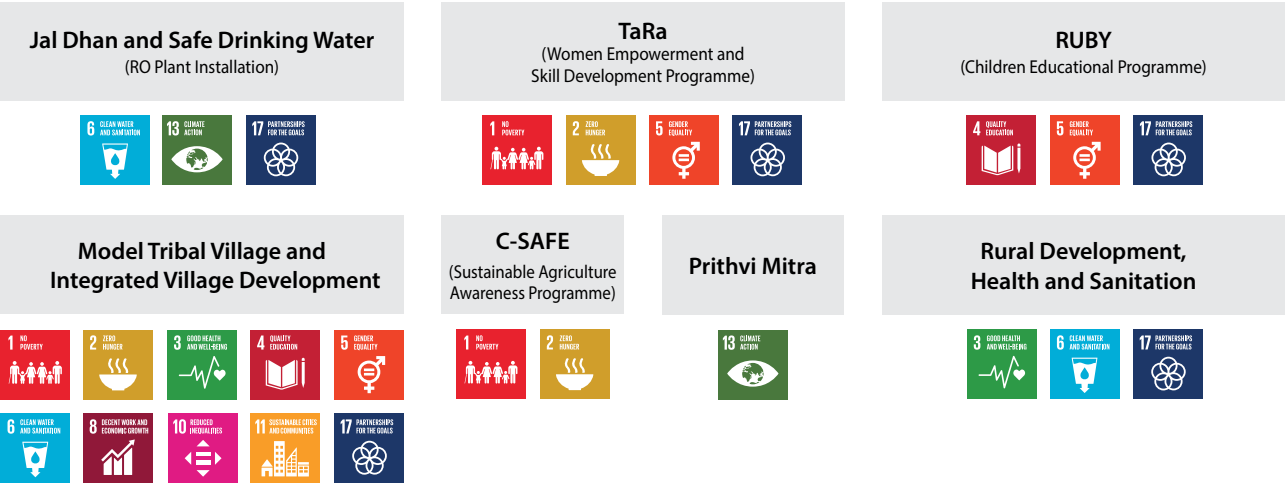 Jal Dhan and Safe Drinking Water
(RO Plant Installation)
6 CLEAN WATER
AND SANITATION
13 CLIMATE
ACTION
17 PARTNERSHIPS
FOR THE GOALS
TaRa
(Women Empowerment and
Skill Development Programme)
1 NO
POVERTY
2 ZERO
HUNGER
5 GENDER
EQUALITY
17 PARTNERSHIPS
FOR THE GOALS
RUBY
(Children Educational Programme)
4 QUALITY
EDUCATION
5 GENDER
EQUALITY
17 PARTNERSHIPS
FOR THE GOALS
Model Tribal Village and
Integrated Village Development
1 NO
POVERTY
2 ZERO
HUNGER
3 GOOD HEALTH
AND WELL-BEING
4 QUALITY
EDUCATION
5 GENDER
EQUALITY
6 CLEAN WATER
AND SANITATION
8 DECENT WORK AND
ECONOMIC GROWTH
10 REDUCED
INEQUALITIES
11 SUSTAINABLE CITIES
AND COMMUNITIES
17 PARTNERSHIPS
FOR THE GOALS
C-SAFE
(Sustainable Agriculture
Awareness Programme)
1 NO
POVERTY
2 ZERO
HUNGER
Prithvi Mitra
13 CLIMATE
ACTION
Rural Development,
Health and Sanitation
3 GOOD HEALTH
AND WELL-BEING
6 CLEAN WATER
AND SANITATION
17 PARTNERSHIPS
FOR THE GOALS